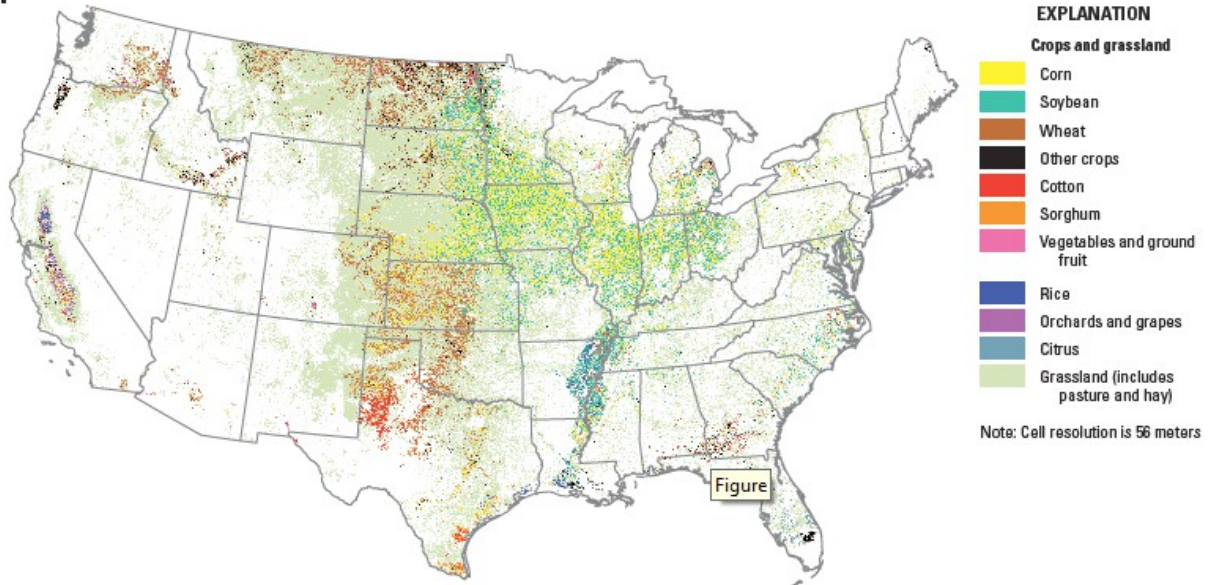 EXPLANATION
Crops and grassland
Corn
Soybean
Wheat
Other crops
Cotton
Sorghum
Vegetables and ground
fruit
Rice
Orchards and grapes
Citrus
Grassland (includes
pasture and hay)
Note: Cell resolution is 56 meters
Figure